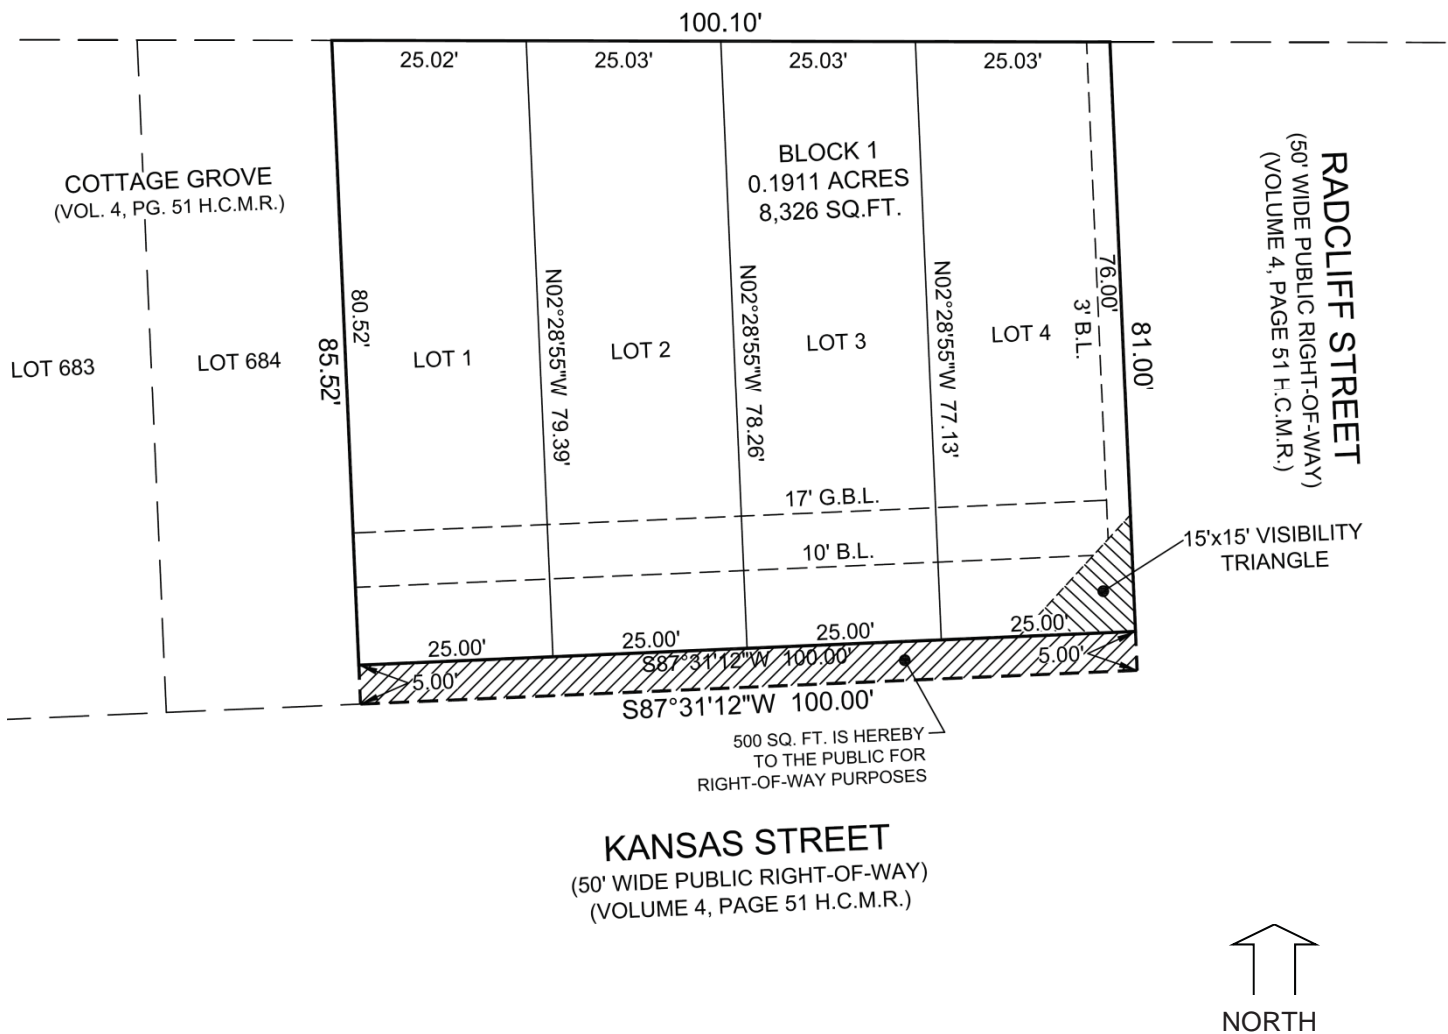 100.10'
25.02'
25.03'
25.03'
25.03'
COTTAGE GROVE
(VOL. 4, PG. 51 H.C.M.R.)
BLOCK 1
0.1911 ACRES
8,326 SQ.FT.
RADCLIFF STREET
(50' WIDE PUBLIC RIGHT-OF-WAY)
(VOLUME 4, PAGE 51 H.C.M.R.)
LOT 683
LOT 684
80.52'
85.52'
LOT 1
N02°28'55"W 79.39'
LOT 2
N02°28'55"W 78.26'
LOT 3
N02°28'55"W 77.13'
LOT 4
3' B.L.
76.00'
81.00'
17' G.B.L.
10' B.L.
15'x15' VISIBILITY
TRIANGLE
25.00'
25.00'
25.00'
25.00'
S87°31'12"W 100.00'
5.00'
5.00'
S87°31'12"W 100.00'
500 SQ. FT. IS HEREBY
TO THE PUBLIC FOR
RIGHT-OF-WAY PURPOSES
KANSAS STREET
(50' WIDE PUBLIC RIGHT-OF-WAY)
(VOLUME 4, PAGE 51 H.C.M.R.)
NORTH